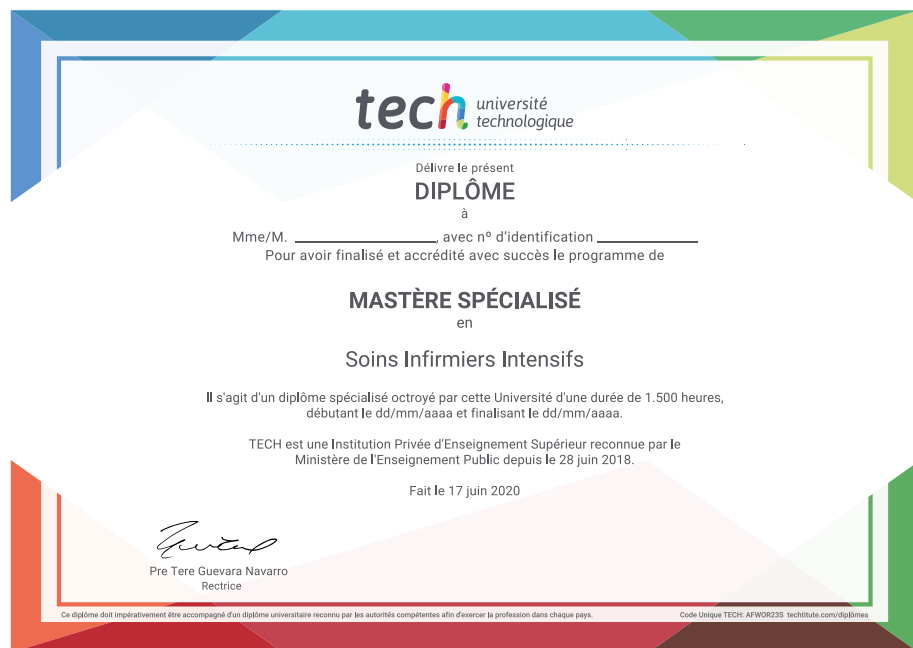 tech université
technologique
Délivre le présent
DIPLÔME
à
Mme/M. ____________, avec nº d'identification ____________
Pour avoir finalisé et accrédité avec succès le programme de
MASTÈRE SPÉCIALISÉ
en
Soins Infirmiers Intensifs
Il s'agit d'un diplôme spécialisé octroyé par cette Université d'une durée de 1.500 heures,
débutant le dd/mm/aaaa et finalisant le dd/mm/aaaa.
TECH est une Institution Privée d'Enseignement Supérieur reconnue par le
Ministère de l'Enseignement Public depuis le 28 juin 2018.
Fait le 17 juin 2020
Pre Tere Guevara Navarro
Rectrice
Ce diplôme doit impérativement être accompagné d'un diplôme universitaire reconnu par les autorités compétentes afin d'exercer la profession dans chaque pays.
Code Unique TECH: AFWOR23S techtitute.com/diplômes